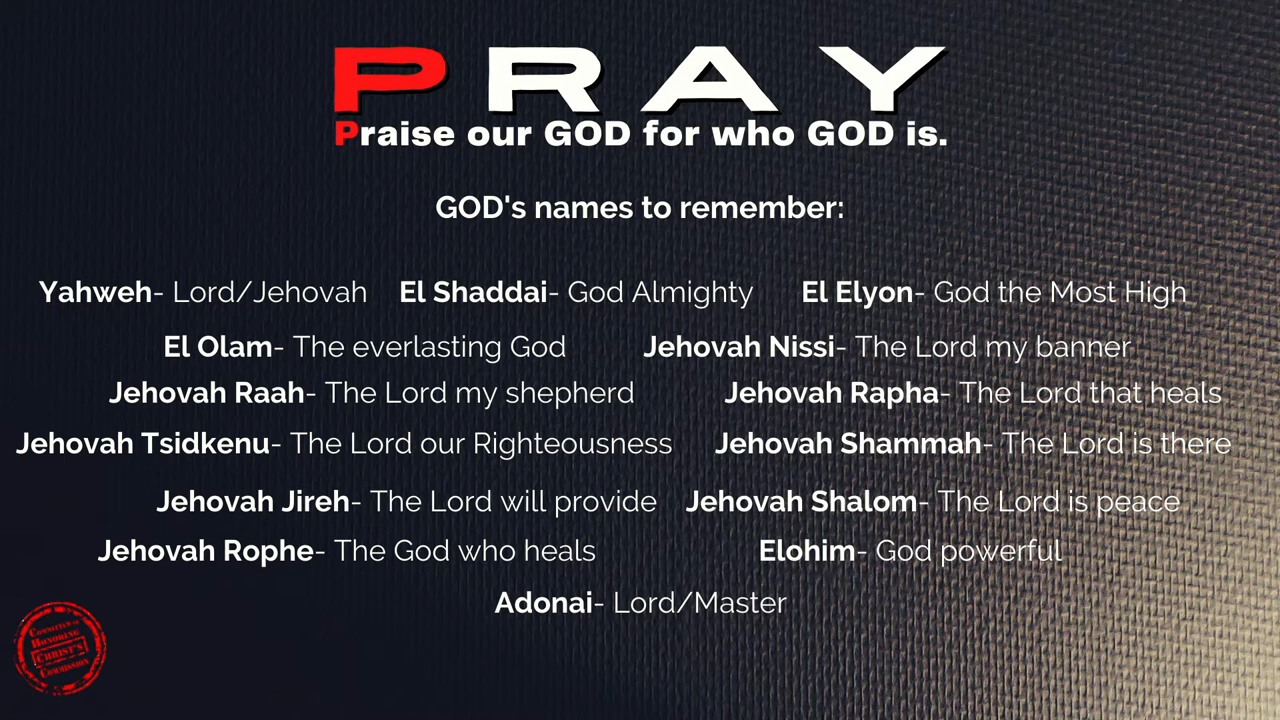 PRAY
Praise our GOD for who GOD is.
GOD's names to remember:
Yahweh- Lord/Jehovah El Shaddai- God Almighty El Elyon- God the Most High
El Olam- The everlasting God Jehovah Nissi- The Lord my banner
Jehovah Raah- The Lord my shepherd Jehovah Rapha- The Lord that heals
Jehovah Tsidkenu- The Lord our Righteousness Jehovah Shammah- The Lord is there
Jehovah Jireh- The Lord will provide Jehovah Shalom- The Lord is peace
Jehovah Rophe- The God who heals Elohim- God powerful
Adonai- Lord/Master
Honoring
Christ's
Commission